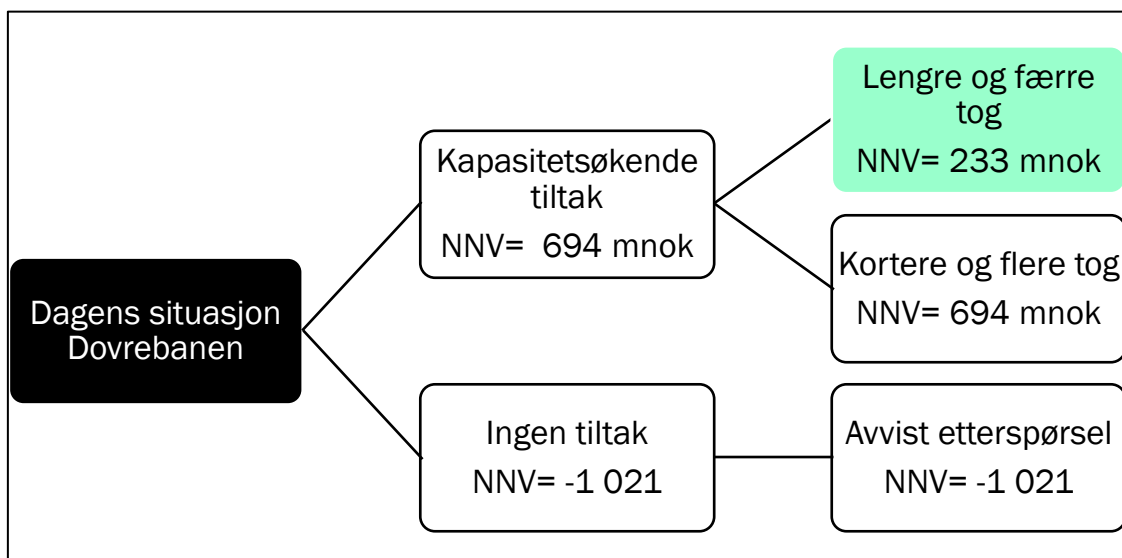 Dagens situasjon
Dovrebanen
Kapasitetsøkende
tiltak
NNV=  694 mnok
Ingen tiltak
NNV= -1 021
Lengre og færre
tog
NNV= 233 mnok
Kortere og flere tog
NNV= 694 mnok
Avvist etterspørsel
NNV= -1 021